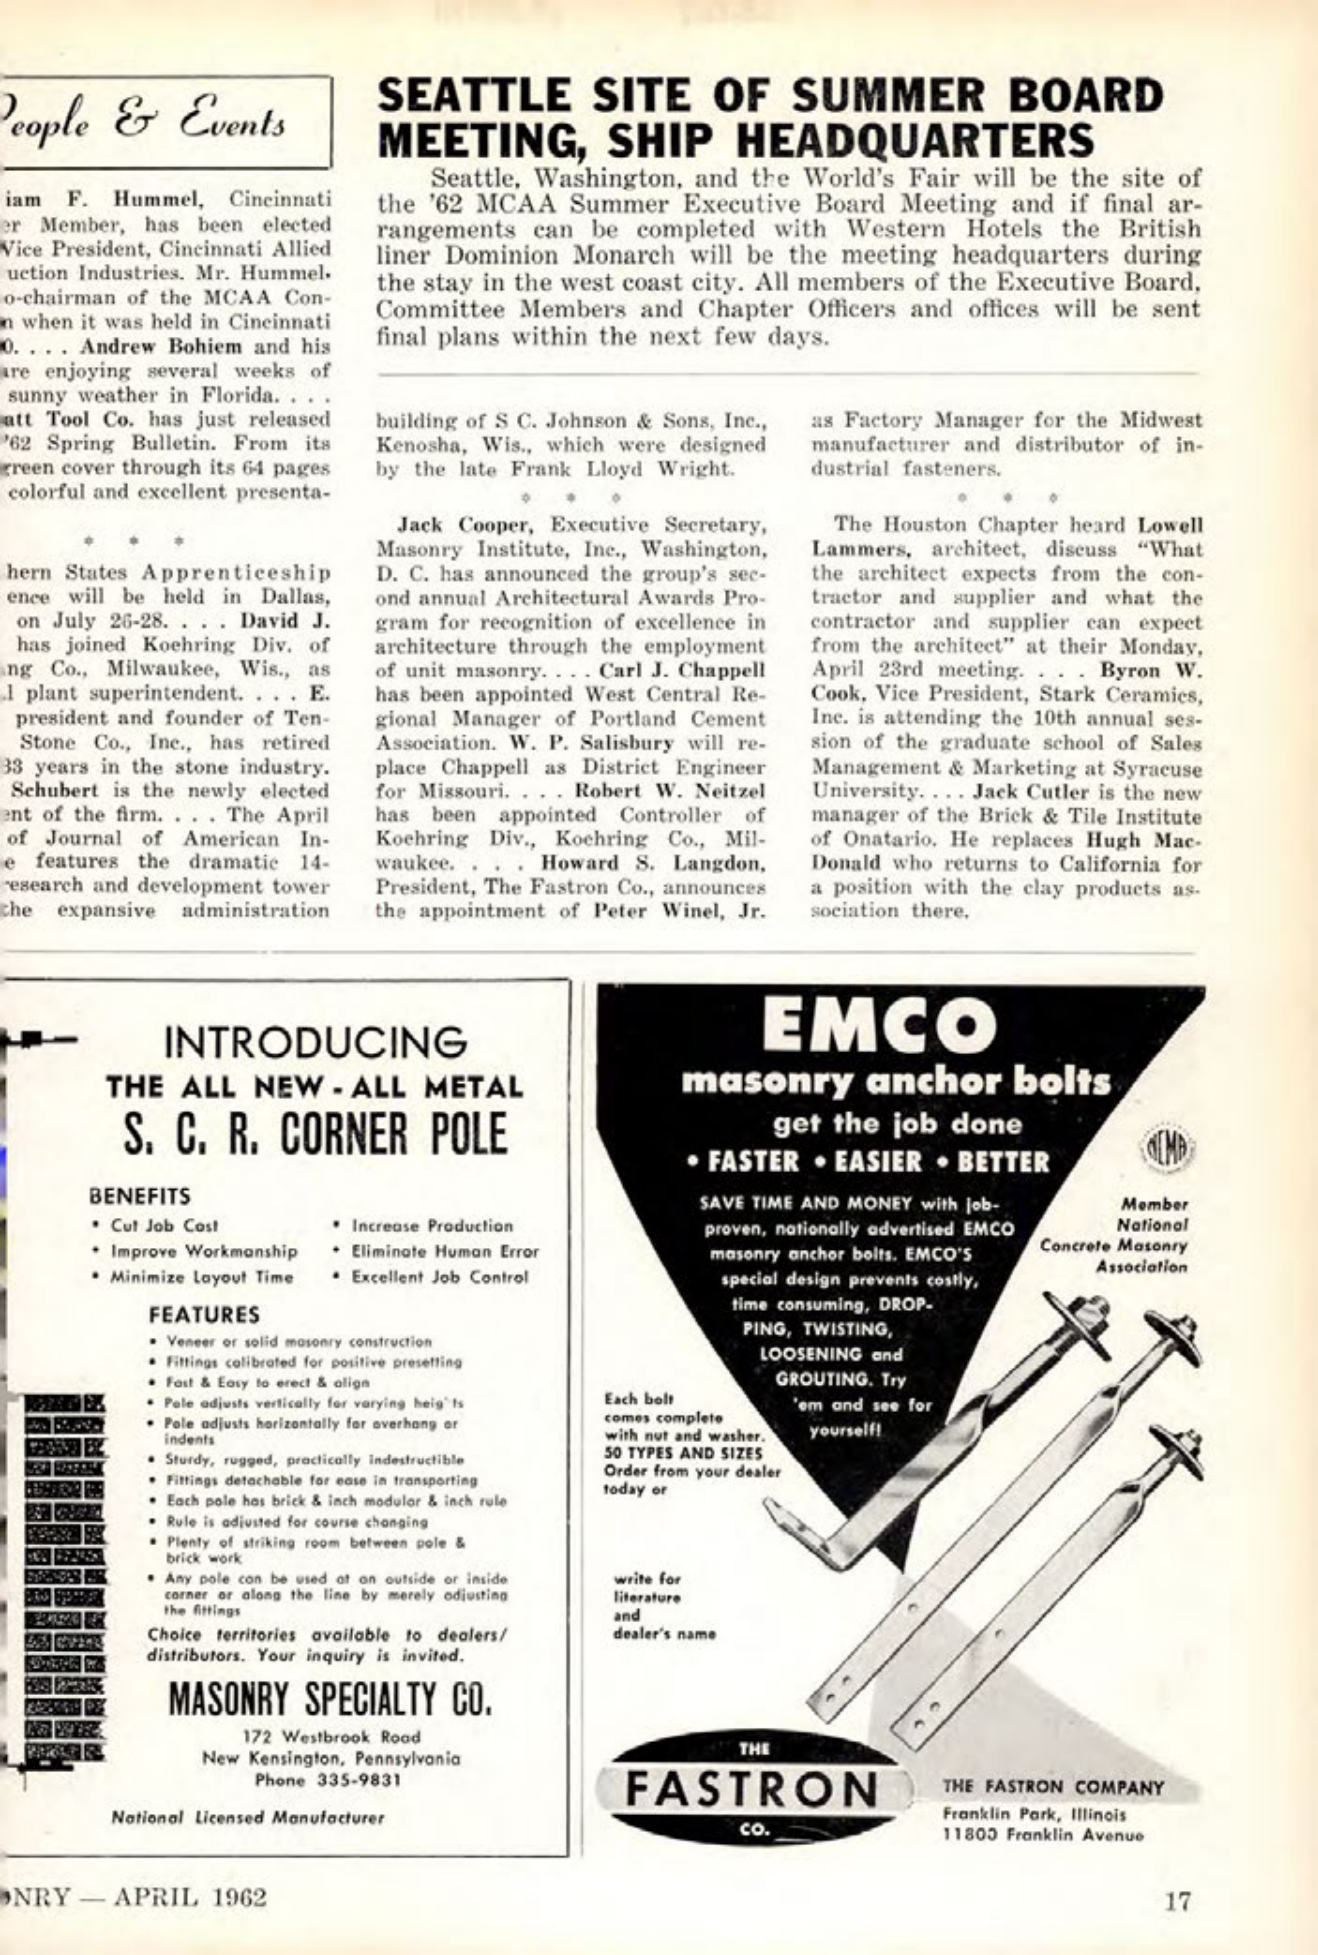 People & Events
iam F. Hummel, Cincinnati
er Member, has been elected
Vice President, Cincinnati Allied
uction Industries. Mr. Hummel
o-chairman of the MCAA Con-
n when it was held in Cincinnati
0. . . . Andrew Bohiem and his
are enjoying several weeks of
sunny weather in Florida. . . .
att Tool Co. has just released
'62 Spring Bulletin. From its
green cover through its 64 pages
colorful and excellent presenta-
* * *
hern States Apprenticeship
ence will be held in Dallas,
on July 26-28. . . . David J.
has joined Koehring Div. of
ng Co., Milwaukee, Wis., as
l plant superintendent. . . . E.
president and founder of Ten-
Stone Co., Inc., has retired
33 years in the stone industry.
Schubert is the newly elected
ent of the firm. . . . The April
of Journal of American In-
e features the dramatic 14-
research and development tower
the expansive administration
SEATTLE SITE OF SUMMER BOARD
MEETING, SHIP HEADQUARTERS
Seattle, Washington, and the World's Fair will be the site of
the '62 MCAA Summer Executive Board Meeting and if final ar-
rangements can be completed with Western Hotels the British
liner Dominion Monarch will be the meeting headquarters during
the stay in the west coast city. All members of the Executive Board,
Committee Members and Chapter Officers and offices will be sent
final plans within the next few days.
building of S C. Johnson & Sons, Inc.,
Kenosha, Wis., which were designed
by the late Frank Lloyd Wright.
* * *
Jack Cooper, Executive Secretary,
Masonry Institute, Inc., Washington,
D. C. has announced the group's sec-
ond annual Architectural Awards Pro-
gram for recognition of excellence in
architecture through the employment
of unit masonry. . . . Carl J. Chappell
has been appointed West Central Re-
gional Manager of Portland Cement
Association. W. P. Salisbury will re-
place Chappell as District Engineer
for Missouri. . . . Robert W. Neitzel
has been appointed Controller of
Koehring Div., Koehring Co., Mil-
waukee. . . . Howard S. Langdon,
President, The Fastron Co., announces
the appointment of Peter Winel, Jr.
as Factory Manager for the Midwest
manufacturer and distributor of in-
dustrial fasteners.
* * *
The Houston Chapter heard Lowell
Lammers, architect, discuss "What
the architect expects from the con-
tractor and supplier and what the
contractor and supplier can expect
from the architect" at their Monday,
April 23rd meeting. . . . Byron W.
Cook, Vice President, Stark Ceramics,
Inc. is attending the 10th annual ses-
sion of the graduate school of Sales
Management & Marketing at Syracuse
University. . . . Jack Cutler is the new
manager of the Brick & Tile Institute
of Onatario. He replaces Hugh Mac-
Donald who returns to California for
a position with the clay products as-
sociation there.
INTRODUCING
THE ALL NEW - ALL METAL
S. C. R. CORNER POLE
BENEFITS
• Cut Job Cost
• Improve Workmanship
• Minimize Layout Time
• Increase Production
• Eliminate Human Error
• Excellent Job Control
FEATURES
• Veneer or solid masonry construction
• Fittings calibrated for positive presetting
• Fast & Easy to erect & align
• Pole adjusts vertically for varying heig ts
• Pole adjusts horizontally for overhang or
indents
• Sturdy, rugged, practically indestructible
• Fittings detachable for ease in transporting
• Each pole has brick & inch modular & inch rule
• Rule is adjusted for course changing
• Plenty of striking room between pole &
brick work
• Any pole can be used at an outside or inside
corner or along the line by merely adjusting
the fittings
Choice territories available to dealers/
distributors. Your inquiry is invited.
MASONRY SPECIALTY CO.
172 Westbrook Road
New Kensington, Pennsylvania
Phone 335-9831
National Licensed Manufacturer
EMCO
masonry anchor bolts
get the job done
• FASTER • EASIER • BETTER
SAVE TIME AND MONEY with job-
proven, nationally advertised EMCO
masonry anchor bolts. EMCO'S
special design prevents costly,
time consuming, DROP-
PING, TWISTING,
LOOSENING and
GROUTING. Try
'em and see for
yourself!
NCMA
Member
National
Concrete Masonry
Association
Each bolt
comes complete
with nut and washer.
50 TYPES AND SIZES
Order from your dealer
today or
write for
literature
and
dealer's name
THE
FASTRON
CO.
THE FASTRON COMPANY
Franklin Park, Illinois
11800 Franklin Avenue
ONRY — APRIL 1962
17